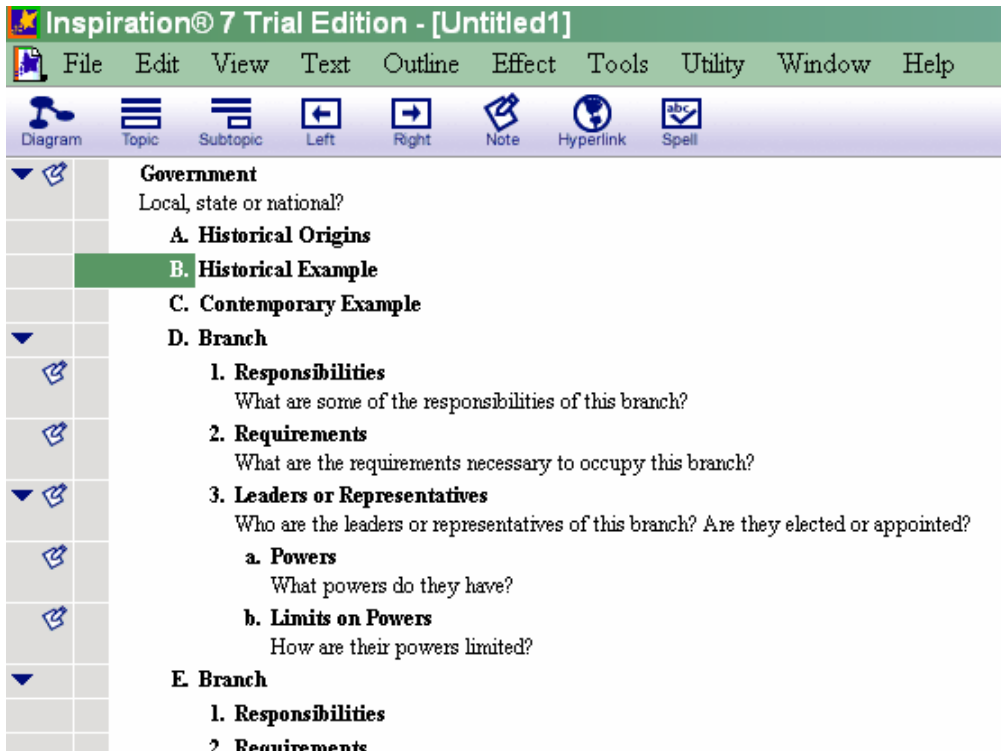 Inspiration® 7 Trial Edition - [Untitled1]
File Edit View Text Outline Effect Tools Utility Window Help
Diagram Topic Subtopic Left Right Note Hyperlink abc Spell
Government
Local, state or national?
A. Historical Origins
B. Historical Example
C. Contemporary Example
D. Branch
1. Responsibilities
What are some of the responsibilities of this branch?
2. Requirements
What are the requirements necessary to occupy this branch?
3. Leaders or Representatives
Who are the leaders or representatives of this branch? Are they elected or appointed?
a. Powers
What powers do they have?
b. Limits on Powers
How are their powers limited?
E. Branch
1. Responsibilities
2. Requirements